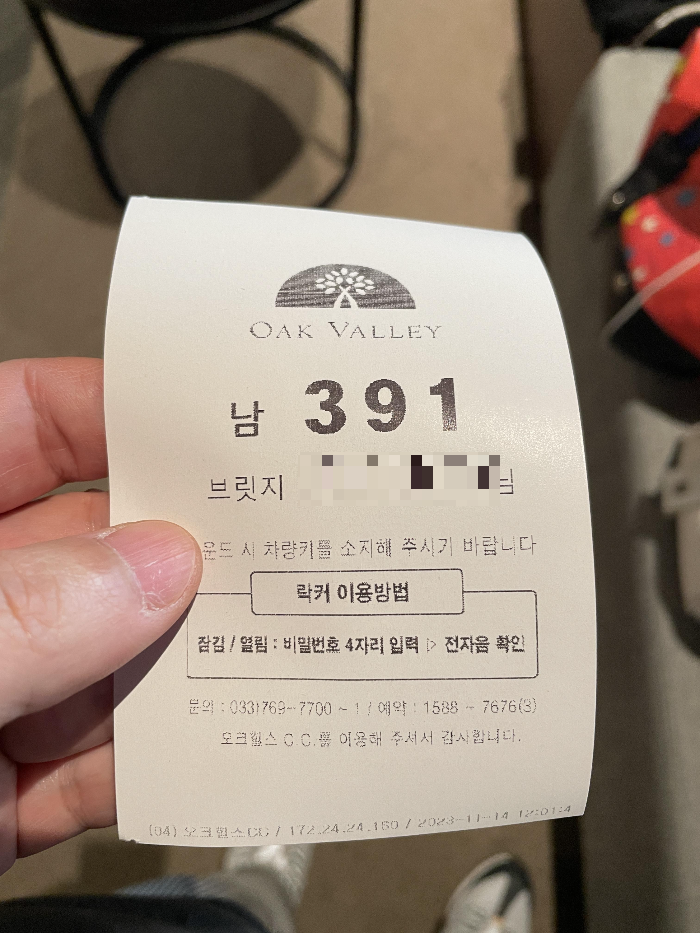 OAK VALLEY
남 391
브릿지 님
운드 시 차량키를 소지해 주시기 바랍니다
락커 이용방법
잠김 / 열림 : 비밀번호 4자리 입력 ▷ 전자음 확인
문의 : 033)769-7700 ~ 1 / 예약 : 1588 - 7676(3)
오크힐스 C.C.를 이용해 주셔서 감사합니다.
(04) 오크힐스CC / 172.24.24.160 / 2023-11-14 12:01:4